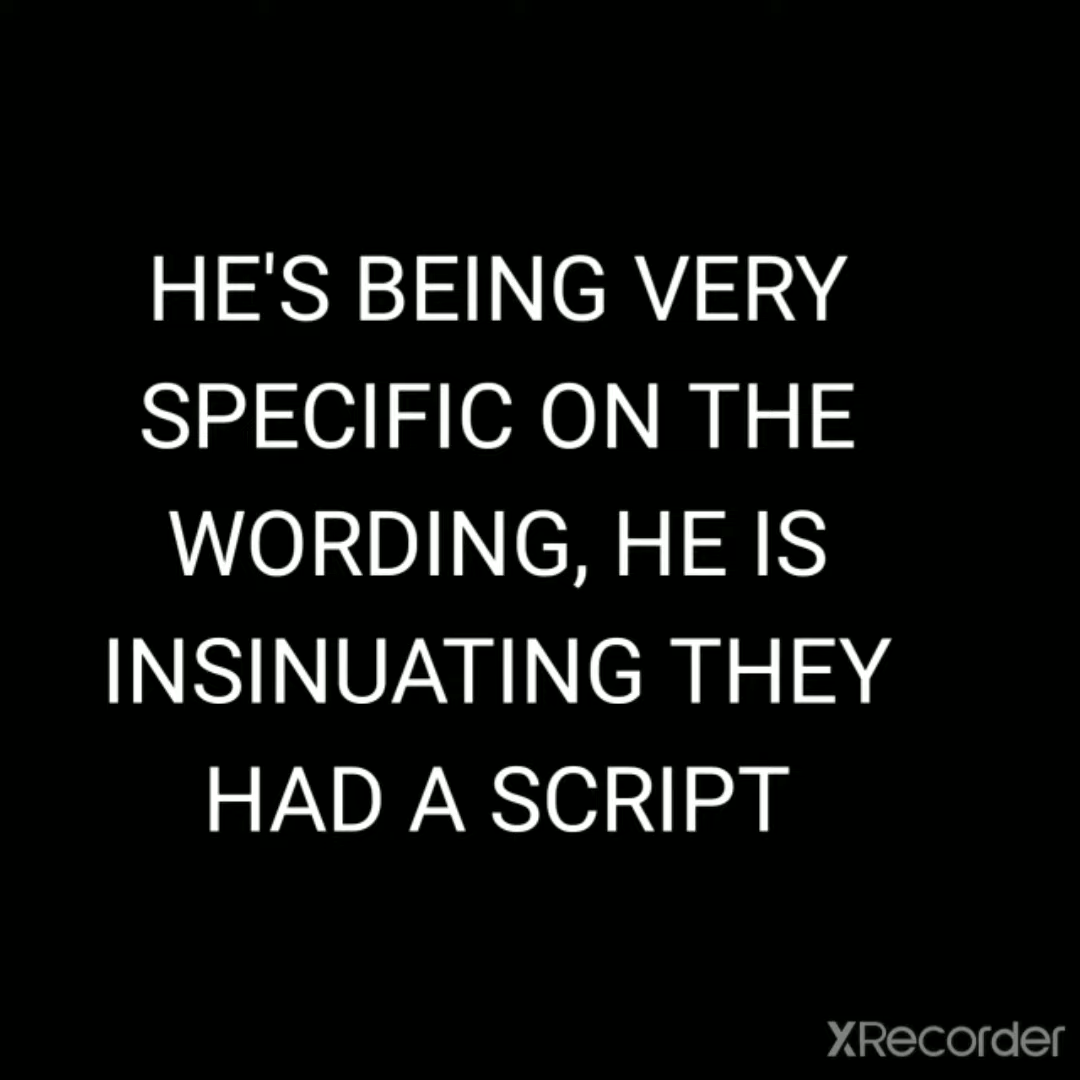 HE'S BEING VERY
SPECIFIC ON THE
WORDING, HE IS
INSINUATING THEY
HAD A SCRIPT
XRecorder